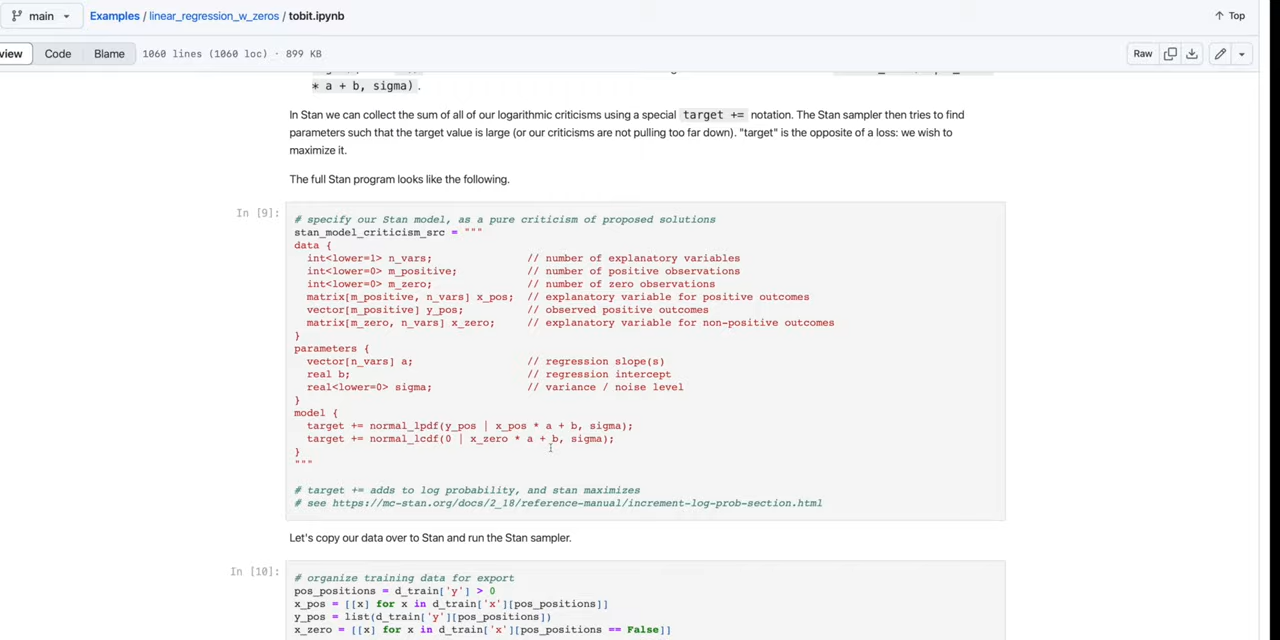 main
Examples / linear_regression_w_zeros / tobit.ipynb
Top
view
Code
Blame
1060 lines (1060 loc) · 899 KB
Raw
* a + b, sigma).
In Stan we can collect the sum of all of our logarithmic criticisms using a special target += notation. The Stan sampler then tries to find
parameters such that the target value is large (or our criticisms are not pulling too far down). "target" is the opposite of a loss: we wish to
maximize it.
The full Stan program looks like the following.
In [9]:
# specify our Stan model, as a pure criticism of proposed solutions
stan_model_criticism_src = """
data {
int<lower=1> n_vars; // number of explanatory variables
int<lower=0> m_positive; // number of positive observations
int<lower=0> m_zero; // number of zero observations
matrix[m_positive, n_vars] x_pos; // explanatory variable for positive outcomes
vector[m_positive] y_pos; // observed positive outcomes
matrix[m_zero, n_vars] x_zero; // explanatory variable for non-positive outcomes
}
parameters {
vector[n_vars] a; // regression slope(s)
real b; // regression intercept
real<lower=0> sigma; // variance / noise level
}
model {
target += normal_lpdf(y_pos | x_pos * a + b, sigma);
target += normal_lcdf(0 | x_zero * a + b, sigma);
}
"""
# target += adds to log probability, and stan maximizes
# see https://mc-stan.org/docs/2_18/reference-manual/increment-log-prob-section.html
Let's copy our data over to Stan and run the Stan sampler.
In [10]:
# organize training data for export
pos_positions = d_train['y'] > 0
x_pos = [[x] for x in d_train['x'][pos_positions]]
y_pos = list(d_train['y'][pos_positions])
x_zero = [[x] for x in d_train['x'][pos_positions == False]]